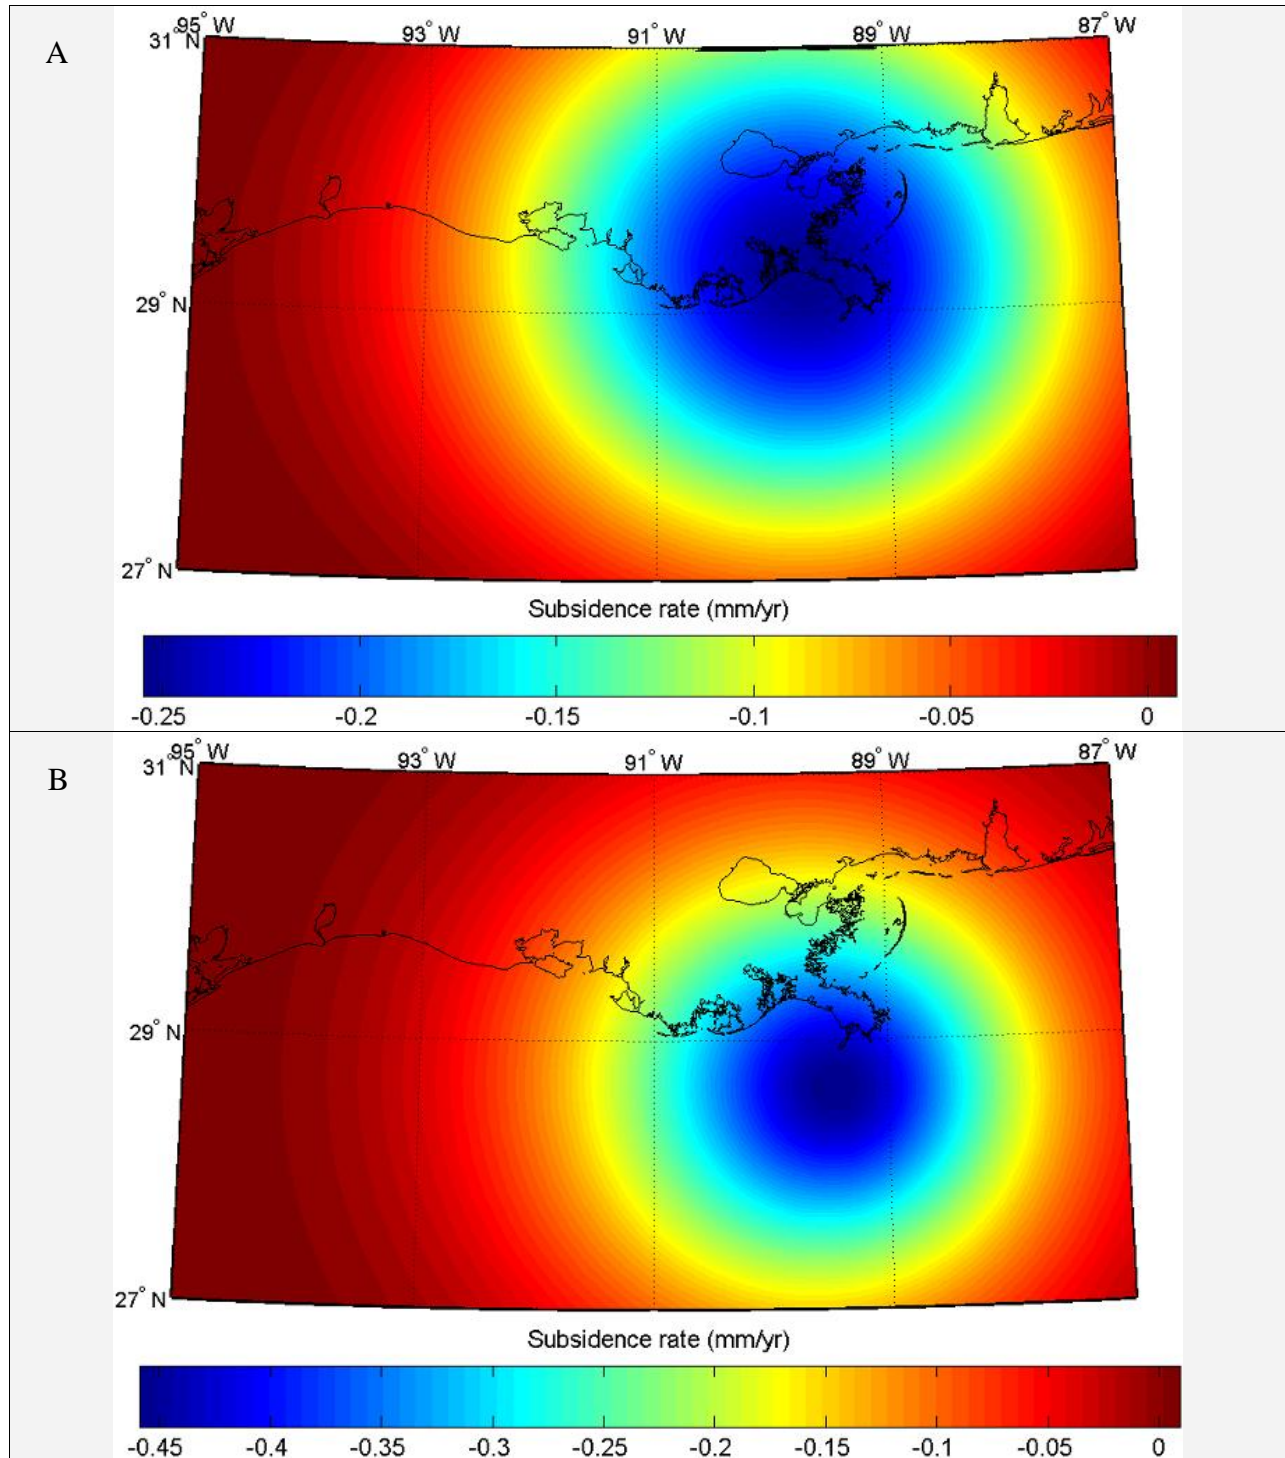 A
95° W 93° W 91° W 89° W 87° W
31° N
29° N
27° N
Subsidence rate (mm/yr)
-0.25 -0.2 -0.15 -0.1 -0.05 0
B
95° W 93° W 91° W 89° W 87° W
31° N
29° N
27° N
Subsidence rate (mm/yr)
-0.45 -0.4 -0.35 -0.3 -0.25 -0.2 -0.15 -0.1 -0.05 0